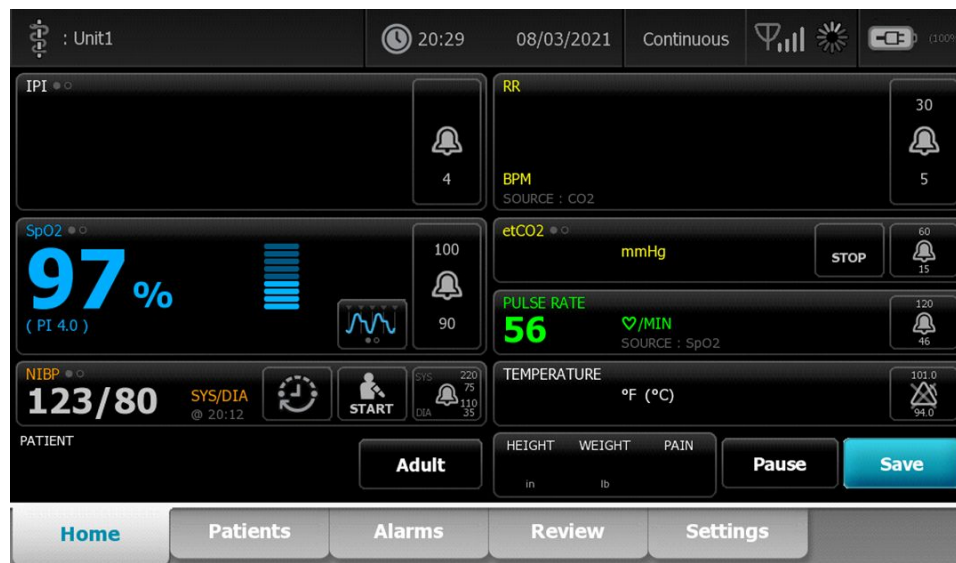 : Unit1
20:29
08/03/2021
Continuous
(100%
IPI
4
RR
30
BPM
5
SOURCE : CO2
SpO2
97 %
( PI 4.0 )
100
90
etCO2
mmHg
STOP
60
15
PULSE RATE
56
/MIN
SOURCE : SpO2
120
46
NIBP
123/80
SYS/DIA
@ 20:12
START
SYS 220
75
110
DIA 35
TEMPERATURE
°F (°C)
101.0
94.0
PATIENT
Adult
HEIGHT WEIGHT PAIN
in lb
Pause
Save
Home Patients Alarms Review Settings